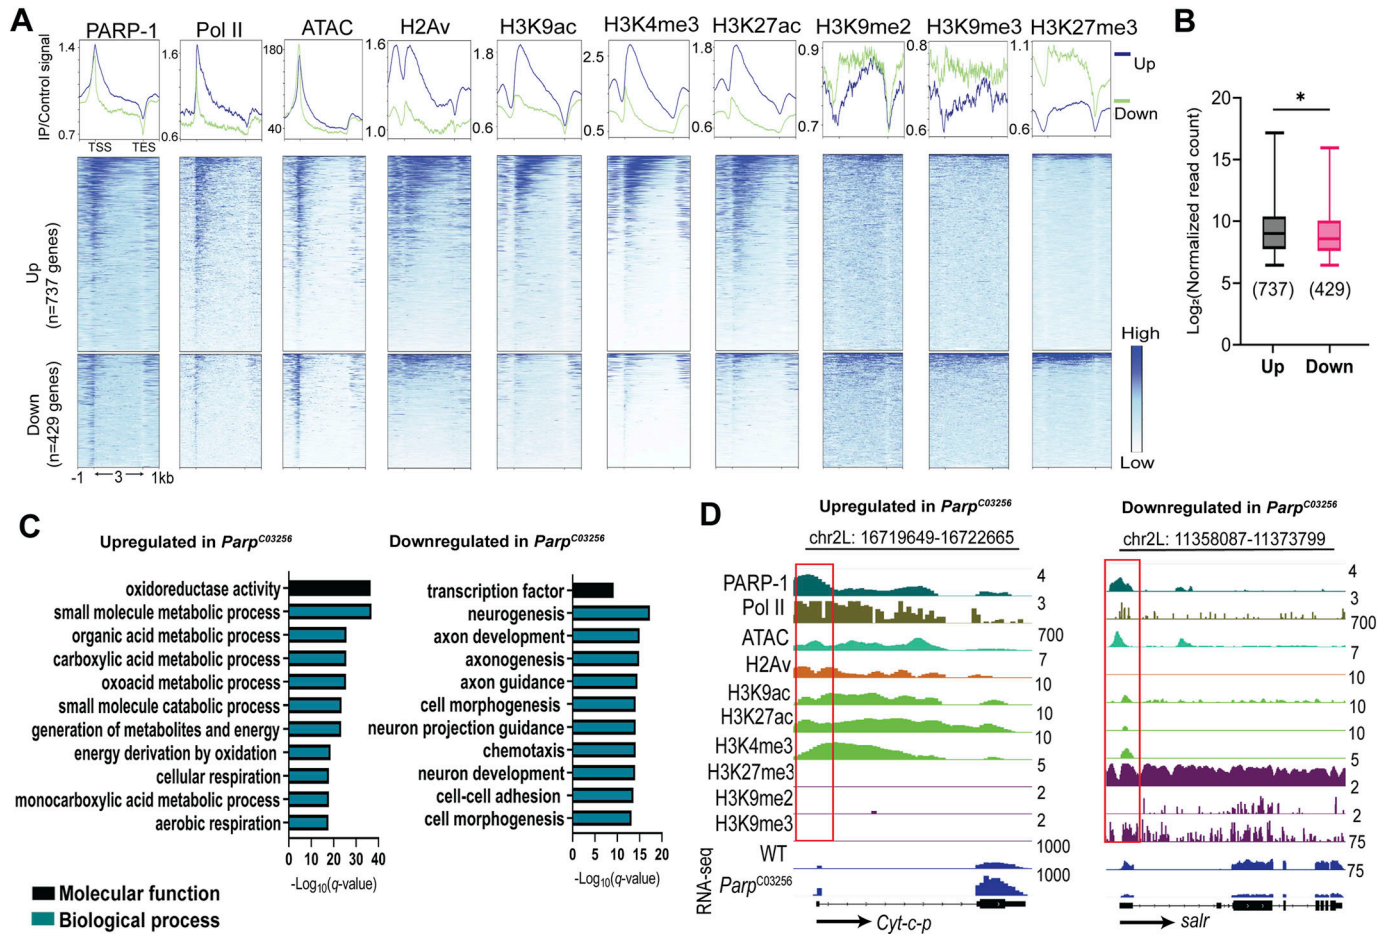 A
PARP-1 Pol II ATAC H2Av H3K9ac H3K4me3 H3K27ac H3K9me2 H3K9me3 H3K27me3
IP/Control signal
1.4
0.7
1.6
0.6
180
40
1.6
1.0
1.8
0.6
2.5
0.5
1.8
0.6
0.9
0.7
0.8
0.6
1.1
0.6
Up
Down
TSS TES
Up
(n=737 genes)
Down
(n=429 genes)
-1 3 1kb
High
Low
B
Log₂(Normalized read count)
20
15
10
5
0
*
(737) (429)
Up Down
C
Upregulated in Parp^C03256
oxidoreductase activity
small molecule metabolic process
organic acid metabolic process
carboxylic acid metabolic process
oxoacid metabolic process
small molecule catabolic process
generation of metabolites and energy
energy derivation by oxidation
cellular respiration
monocarboxylic acid metabolic process
aerobic respiration
0 10 20 30 40
-Log₁₀(q-value)
Downregulated in Parp^C03256
transcription factor
neurogenesis
axon development
axonogenesis
axon guidance
cell morphogenesis
neuron projection guidance
chemotaxis
neuron development
cell-cell adhesion
cell morphogenesis
0 5 10 15 20
-Log₁₀(q-value)
Molecular function
Biological process
D
Upregulated in Parp^C03256
chr2L: 16719649-16722665
PARP-1 4
Pol II 3
ATAC 700
H2Av 7
H3K9ac 10
H3K27ac 10
H3K4me3 10
H3K27me3 5
H3K9me2 2
H3K9me3 2
RNA-seq
WT 1000
Parp^C03256 1000
Cyt-c-p
Downregulated in Parp^C03256
chr2L: 11358087-11373799
4
3
700
7
10
10
10
5
2
2
75
75
salr